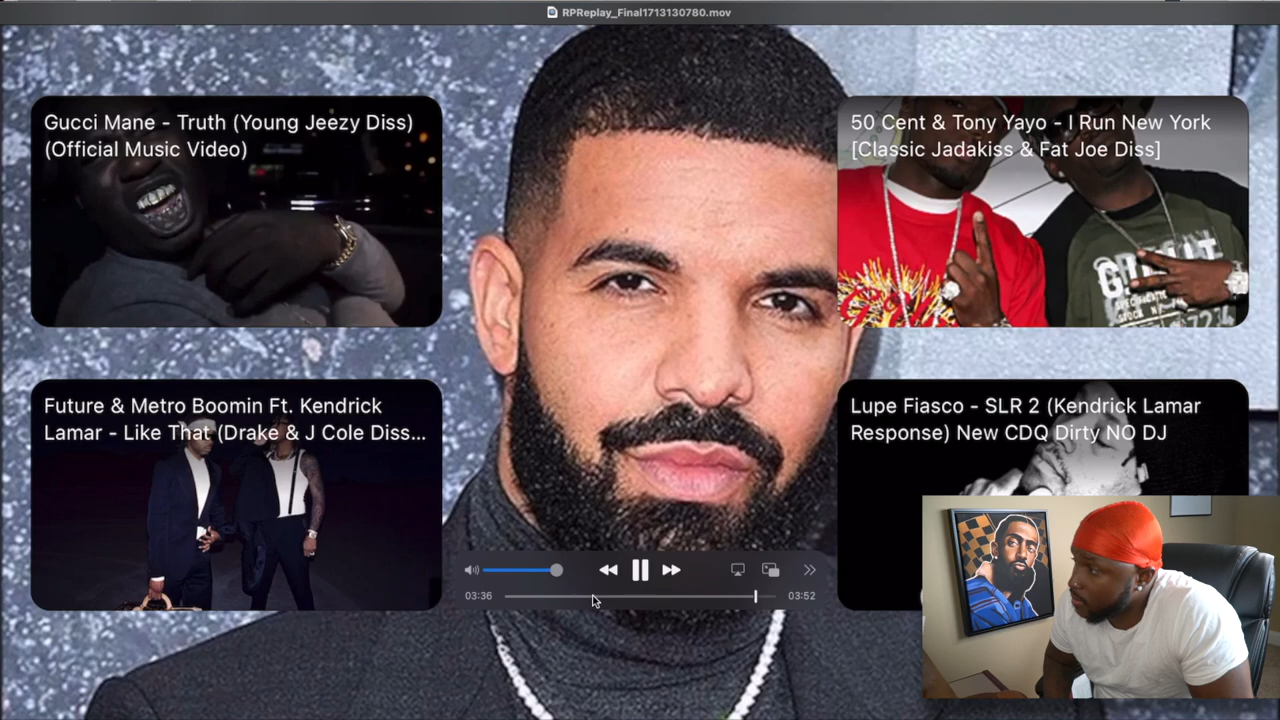 RPReplay_Final1713130780.mov
Gucci Mane - Truth (Young Jeezy Diss)
(Official Music Video)
50 Cent & Tony Yayo - I Run New York
[Classic Jadakiss & Fat Joe Diss]
Future & Metro Boomin Ft. Kendrick
Lamar - Like That (Drake & J Cole Diss...
Lupe Fiasco - SLR 2 (Kendrick Lamar
Response) New CDQ Dirty NO DJ
03:36
03:52